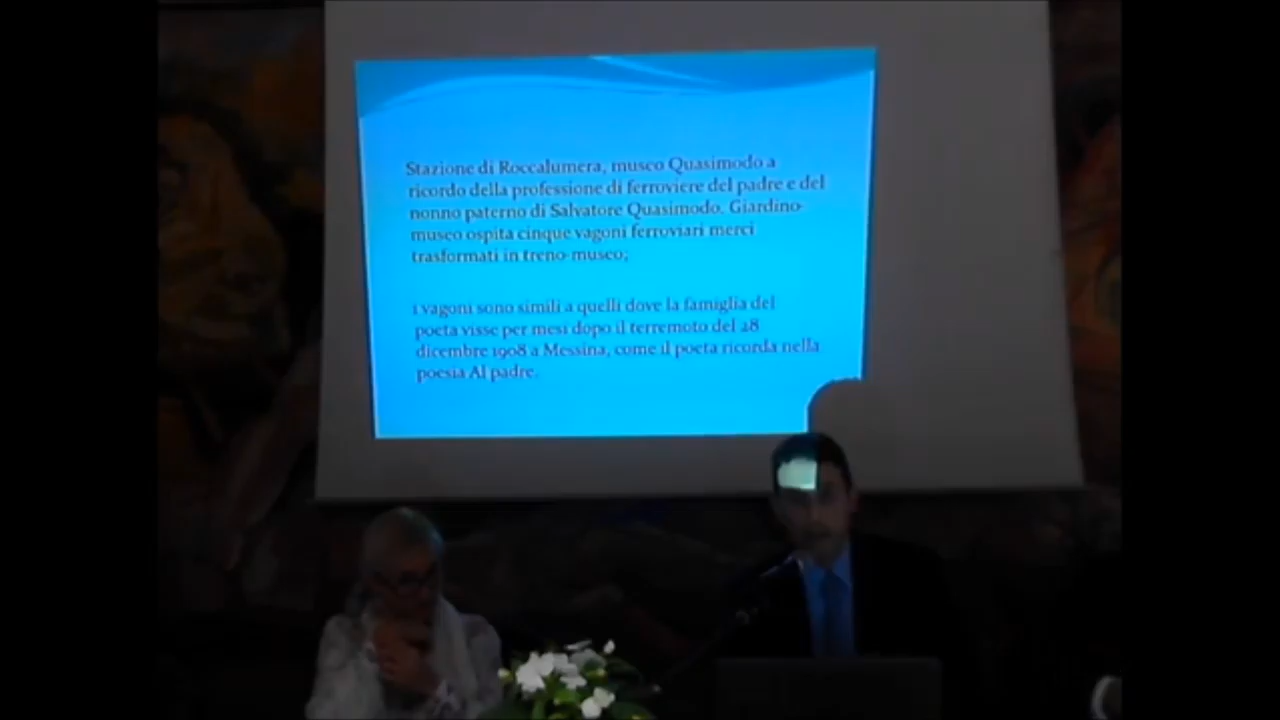 Stazione di Roccalumera, museo Quasimodo a
ricordo della professione di ferroviere del padre e del
nonno paterno di Salvatore Quasimodo. Giardino-
museo ospita cinque vagoni ferroviari merci
trasformati in treno-museo;
i vagoni sono simili a quelli dove la famiglia del
poeta visse per mesi dopo il terremoto del 28
dicembre 1908 a Messina, come il poeta ricorda nella
poesia Al padre.